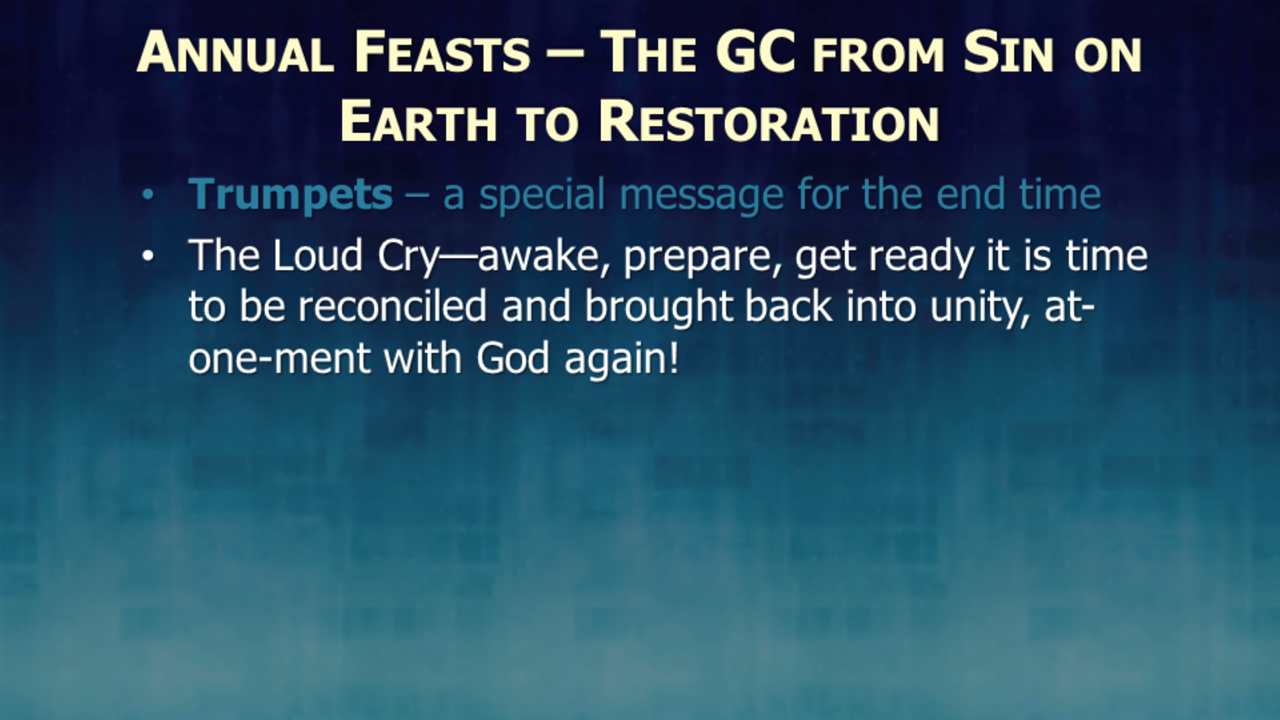 Annual Feasts – The GC from Sin on
Earth to Restoration
• Trumpets – a special message for the end time
• The Loud Cry—awake, prepare, get ready it is time
to be reconciled and brought back into unity, at-
one-ment with God again!